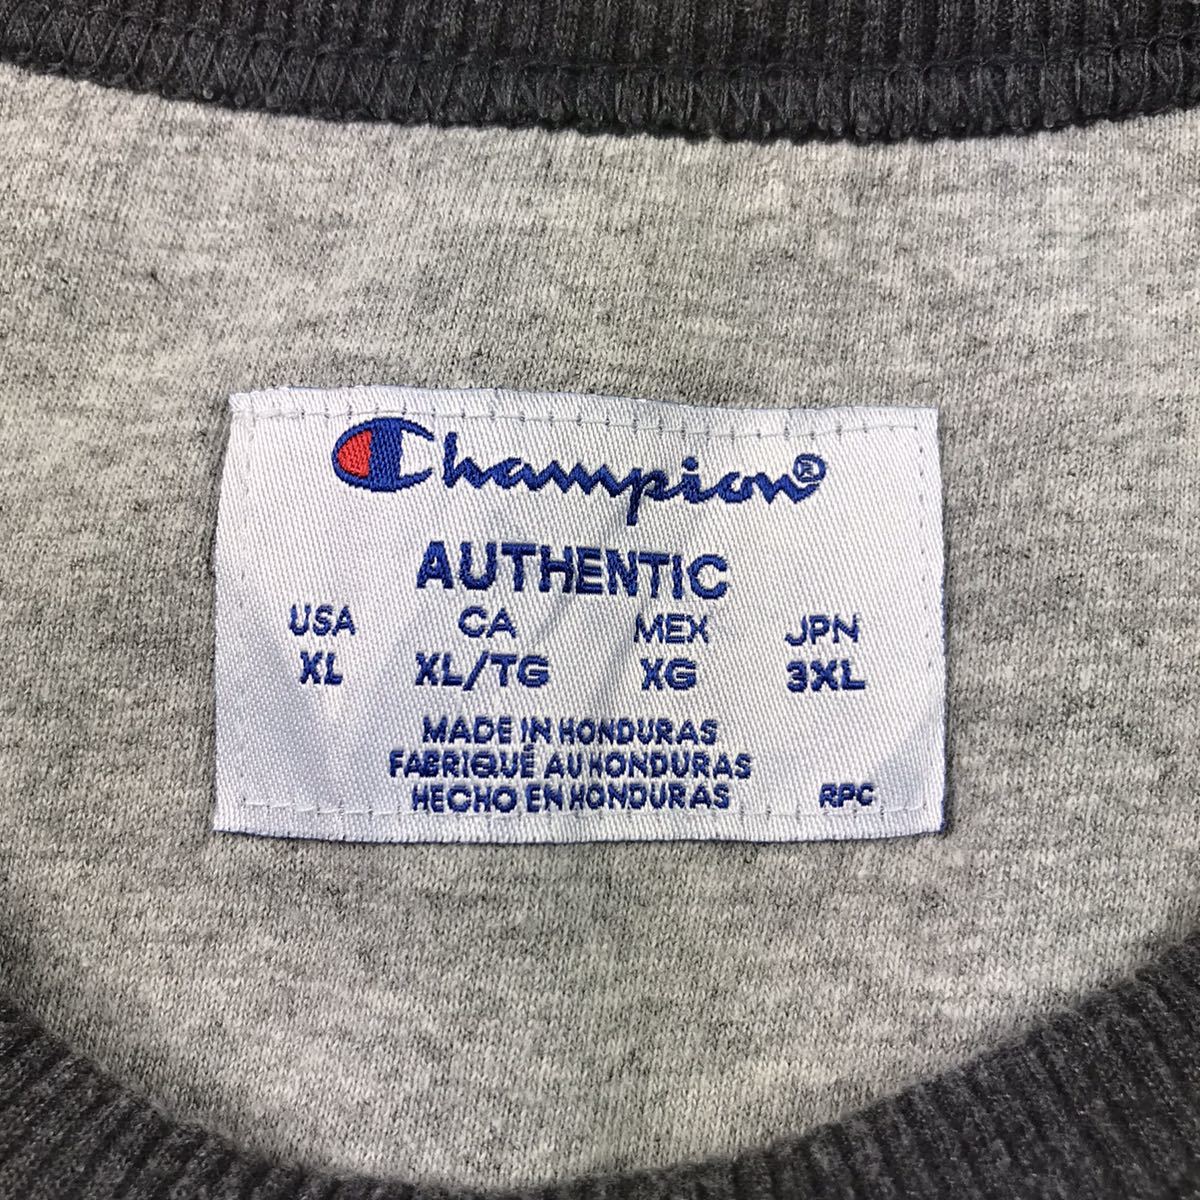 Champion®
AUTHENTIC
USA CA MEX JPN
XL XL/TG XG 3XL
MADE IN HONDURAS
FABRIQUÉ AU HONDURAS
HECHO EN HONDURAS RPC